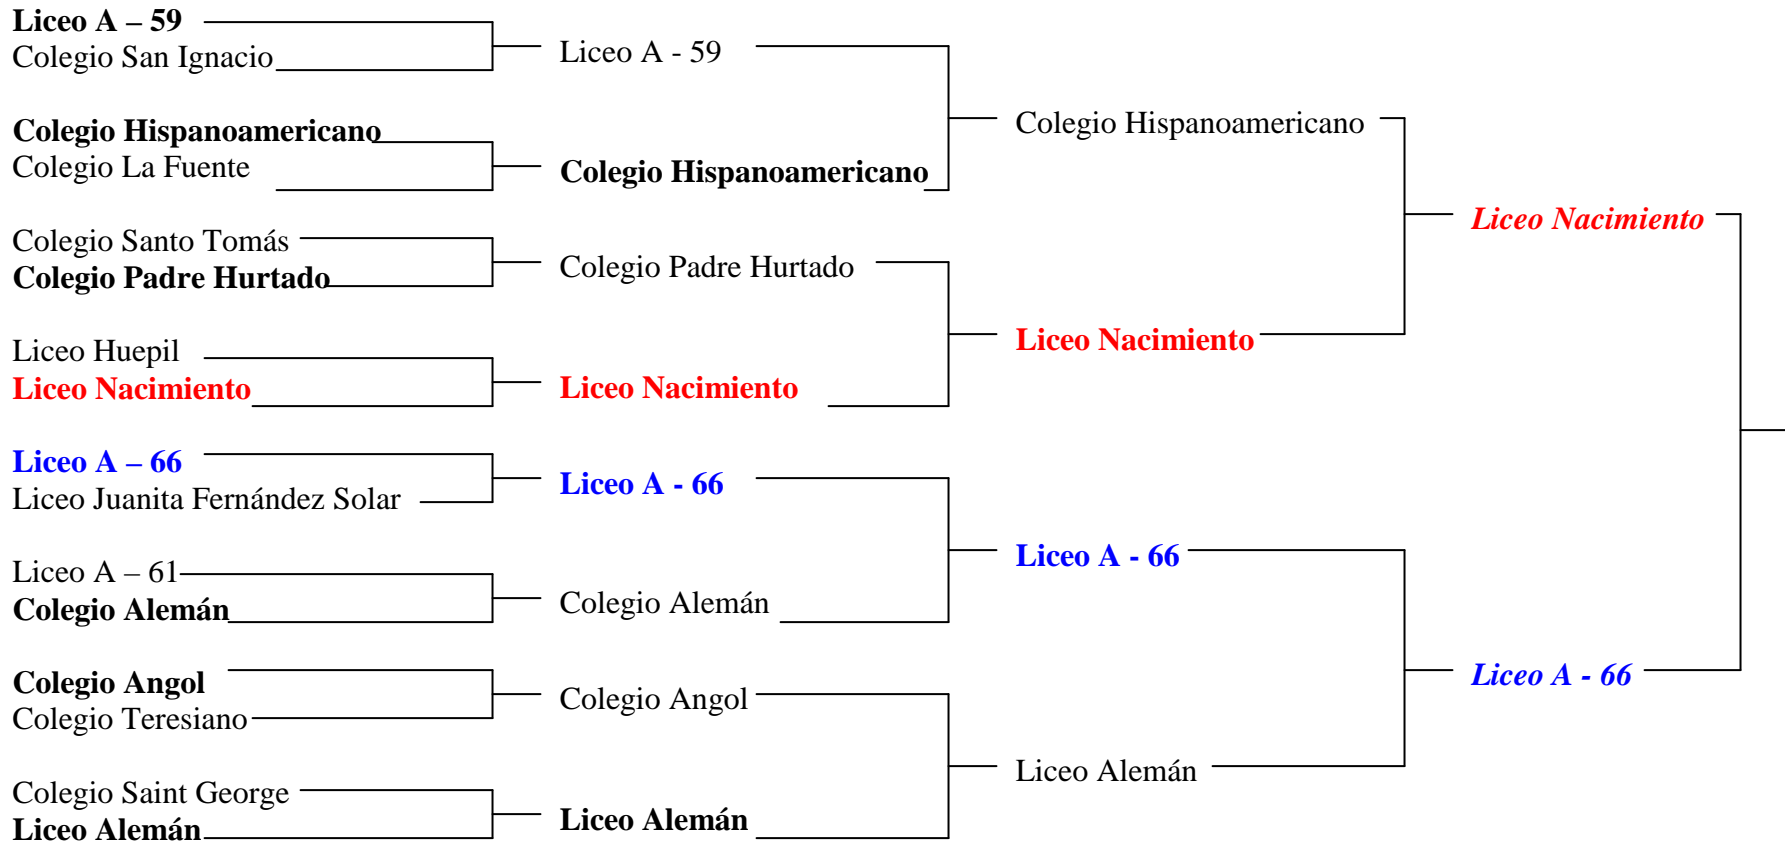 Liceo A – 59
Colegio San Ignacio
Colegio Hispanoamericano
Colegio La Fuente
Colegio Santo Tomás
Colegio Padre Hurtado
Liceo Huepil
Liceo Nacimiento
Liceo A – 66
Liceo Juanita Fernández Solar
Liceo A – 61
Colegio Alemán
Colegio Angol
Colegio Teresiano
Colegio Saint George
Liceo Alemán
Liceo A - 59
Colegio Hispanoamericano
Colegio Padre Hurtado
Liceo Nacimiento
Liceo A - 66
Colegio Alemán
Colegio Angol
Liceo Alemán
Colegio Hispanoamericano
Liceo Nacimiento
Liceo A - 66
Liceo Alemán
Liceo Nacimiento
Liceo A - 66